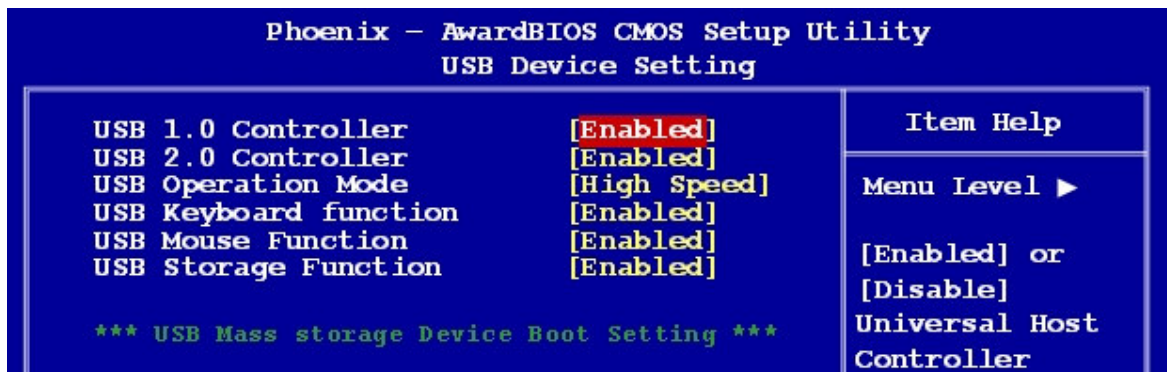 Phoenix – AwardBIOS CMOS Setup Utility
USB Device Setting
USB 1.0 Controller [Enabled]
USB 2.0 Controller [Enabled]
USB Operation Mode [High Speed]
USB Keyboard function [Enabled]
USB Mouse Function [Enabled]
USB Storage Function [Enabled]
*** USB Mass storage Device Boot Setting ***
Item Help
Menu Level ▶
[Enabled] or
[Disable]
Universal Host
Controller